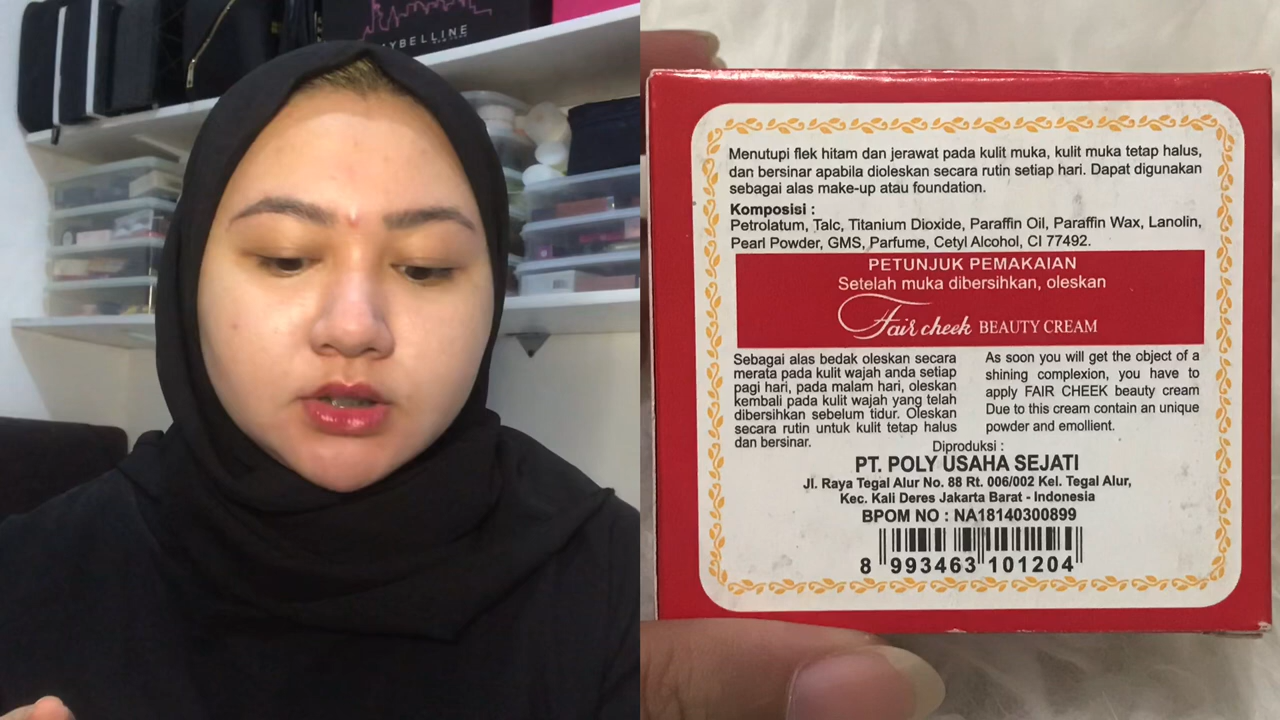 MAYBELLINE
NEW YORK
Menutupi flek hitam dan jerawat pada kulit muka, kulit muka tetap halus,
dan bersinar apabila dioleskan secara rutin setiap hari. Dapat digunakan
sebagai alas make-up atau foundation.
Komposisi :
Petrolatum, Talc, Titanium Dioxide, Paraffin Oil, Paraffin Wax, Lanolin,
Pearl Powder, GMS, Parfume, Cetyl Alcohol, CI 77492.
PETUNJUK PEMAKAIAN
Setelah muka dibersihkan, oleskan
Fair cheek BEAUTY CREAM
Sebagai alas bedak oleskan secara
merata pada kulit wajah anda setiap
pagi hari, pada malam hari, oleskan
kembali pada kulit wajah yang telah
dibersihkan sebelum tidur. Oleskan
secara rutin untuk kulit tetap halus
dan bersinar.
As soon you will get the object of a
shining complexion, you have to
apply FAIR CHEEK beauty cream
Due to this cream contain an unique
powder and emollient.
Diproduksi :
PT. POLY USAHA SEJATI
Jl. Raya Tegal Alur No. 88 Rt. 006/002 Kel. Tegal Alur,
Kec. Kali Deres Jakarta Barat - Indonesia
BPOM NO : NA18140300899
8 993463 101204